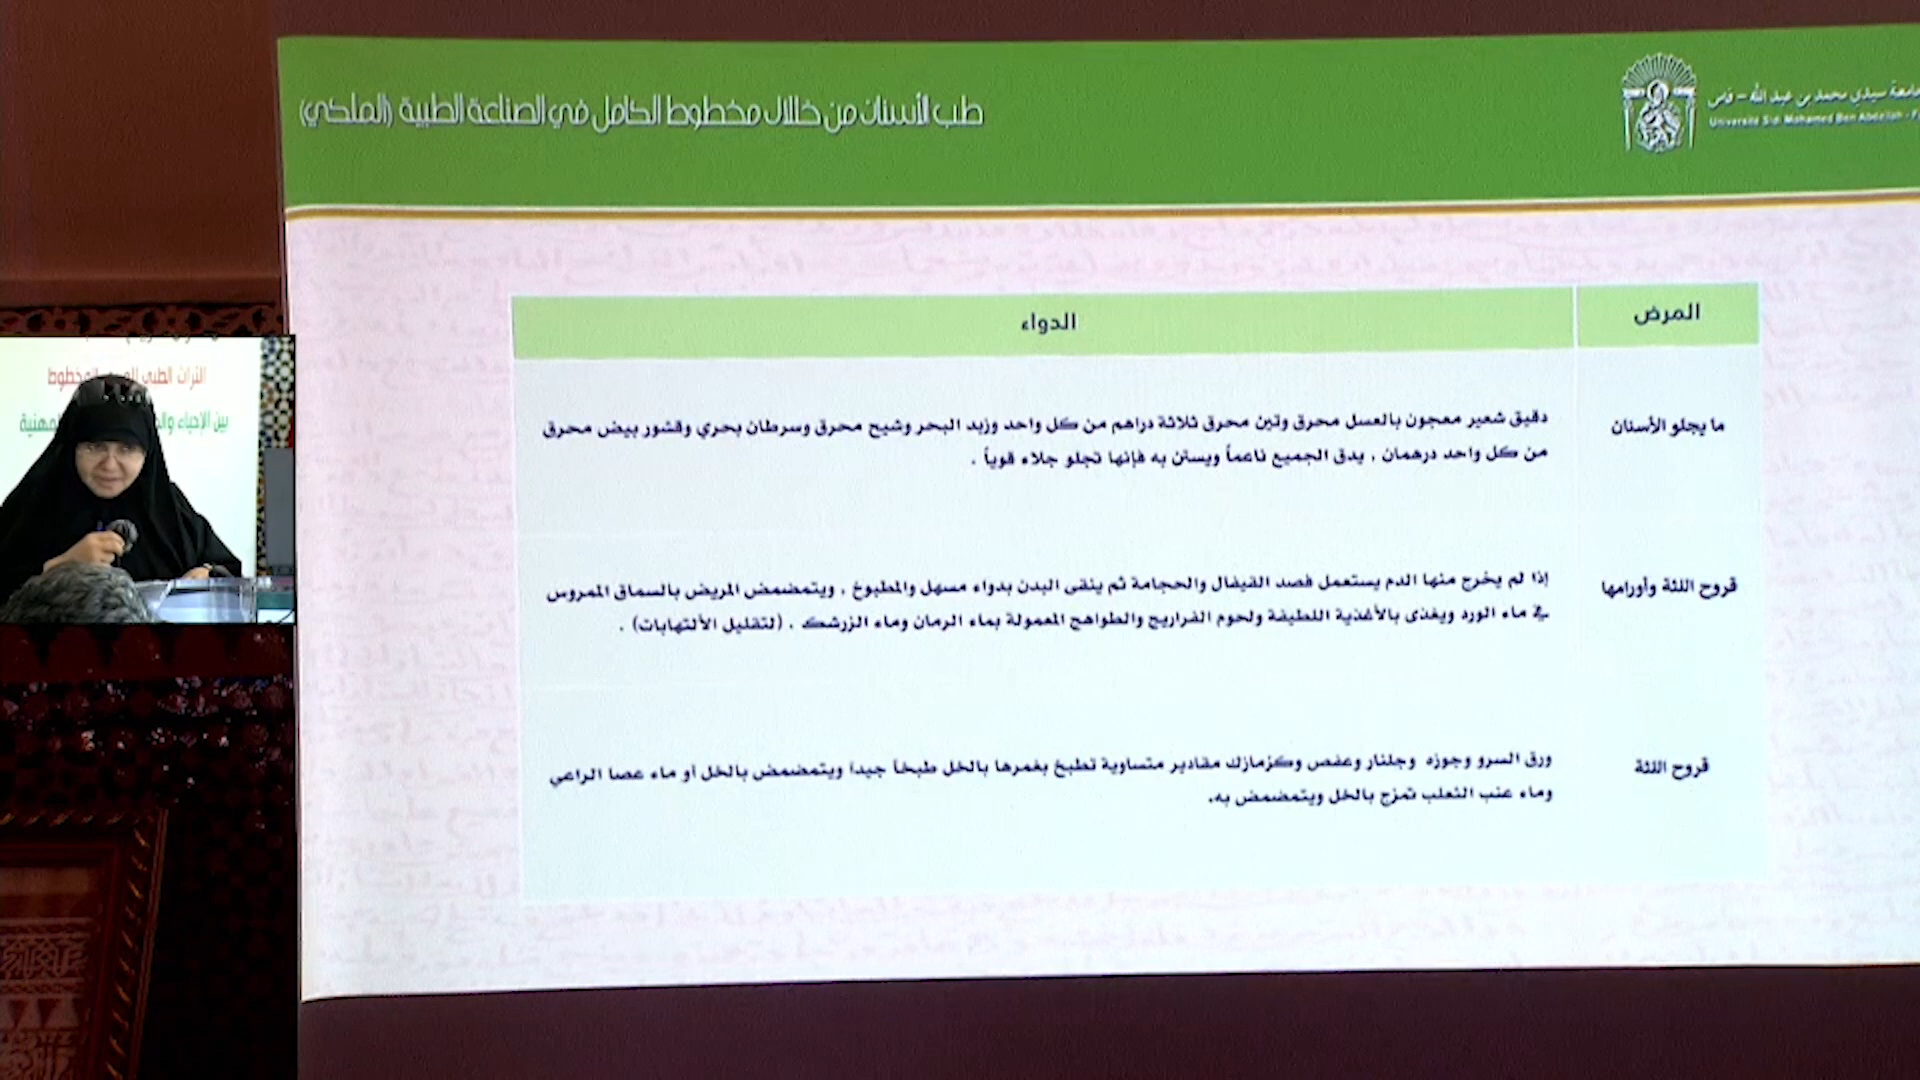 طب الأسنان من خلال مخطوط الكامل في الصناعة الطبية (الملكي)
جامعة سيدي محمد بن عبد الله - فاس
Université Sidi Mohamed Ben Abdellah - F
المرض
الدواء
ما يجلو الأسنان
دقيق شعير معجون بالعسل محرق وتين محرق ثلاثة دراهم من كل واحد وزبد البحر وشيح محرق وسرطان بحري وقشور بيض محرق
من كل واحد درهمان , يدق الجميع ناعماً ويستن به فإنها تجلو جلاء قوياً .
قروح اللثة وأورامها
إذا لم يخرج منها الدم يستعمل فصد القيفال والحجامة ثم ينقى البدن بدواء مسهل والمطبوخ , ويتمضمض المريض بالسماق الممروس
في ماء الورد ويغذى بالأغذية اللطيفة ولحوم الفراريج والطواهج المعمولة بماء الرمان وماء الزرشك . (لتقليل الألتهابات) .
قروح اللثة
ورق السرو وجوزه وجلنار وعفص وكزمازك مقادير متساوية تطبخ بغمرها بالخل طبخاً جيداً ويتمضمض بالخل أو ماء عصا الراعي
وماء عنب الثعلب تمزج بالخل ويتمضمض به.
التراث الطبي
بين الإحياء